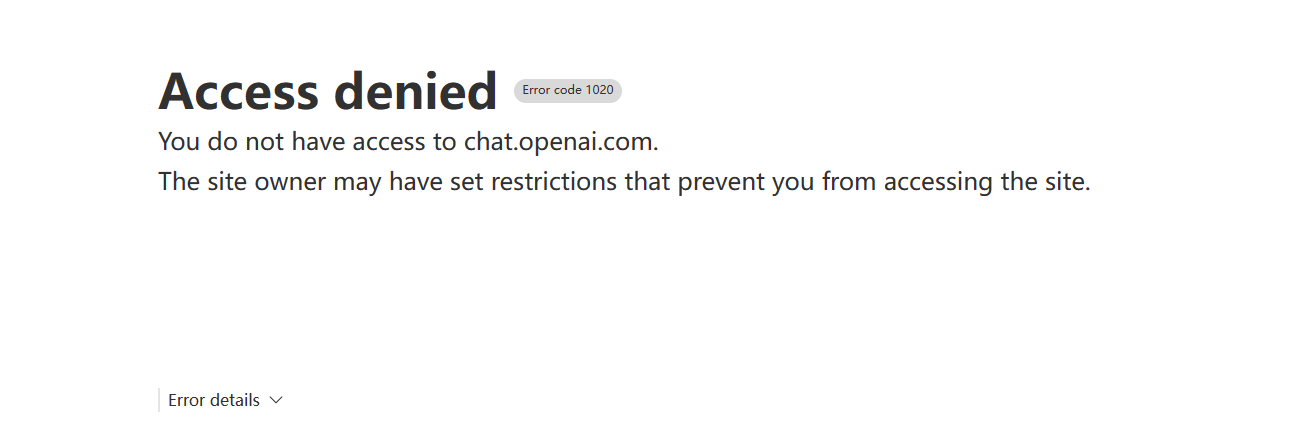 Access denied Error code 1020
You do not have access to chat.openai.com.
The site owner may have set restrictions that prevent you from accessing the site.
Error details